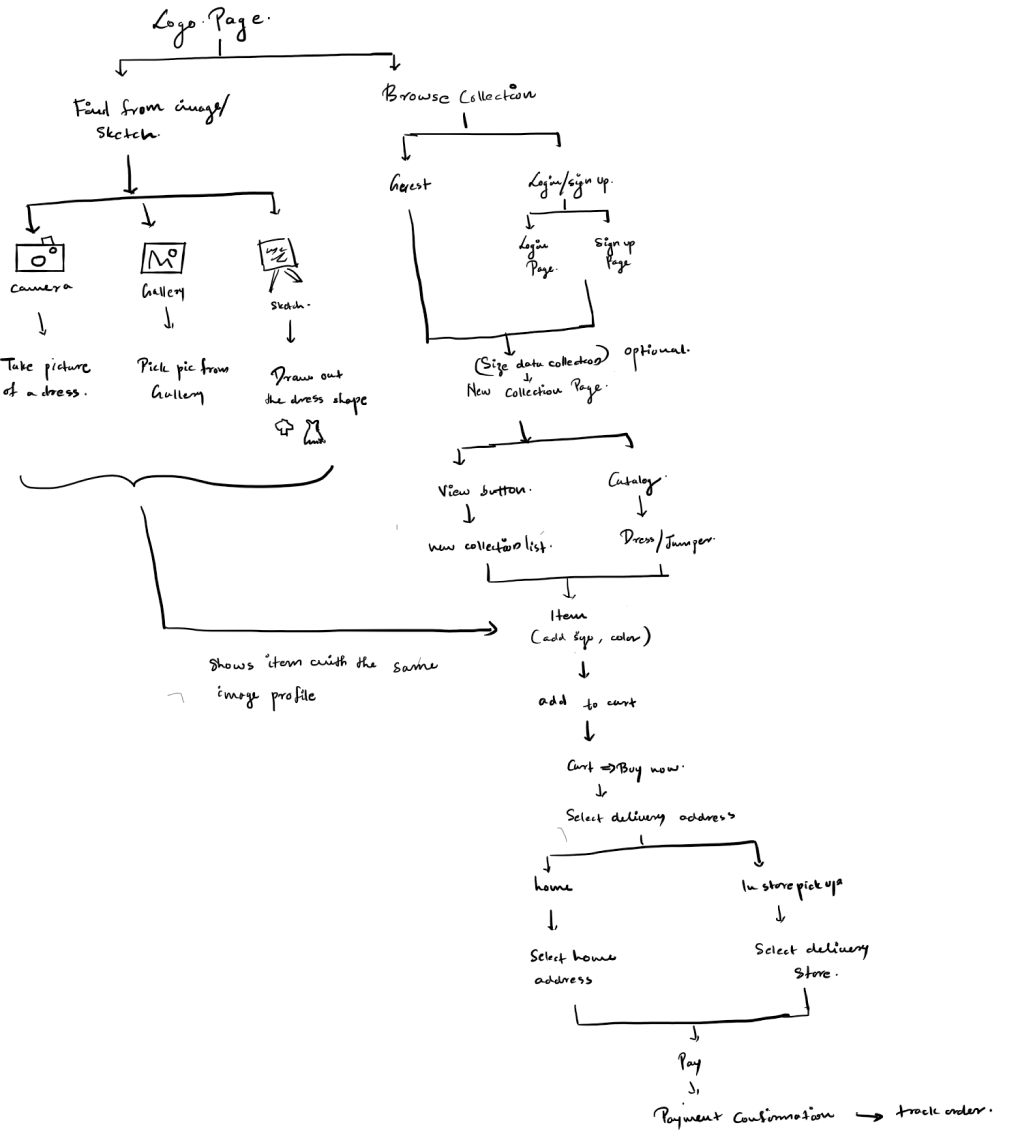 Logo Page.
Find from image/
Sketch.
Browse Collection
Guest
Login/sign up.
Login
Page.
Sign up
Page
Camera
Gallery
Sketch.
Take picture
of a dress.
Pick pic from
Gallery
Draw out
the dress shape
(Size data collection) optional.
New Collection Page.
View button.
Catalog.
new collection list.
Dress/Jumper.
Item
(add size, color)
Shows item with the same
image profile
add to cart
Cart ⇒ Buy now.
Select delivery address
home
In store pick up
Select home
address
Select delivery
Store.
Pay
Payment Confirmation → track order.